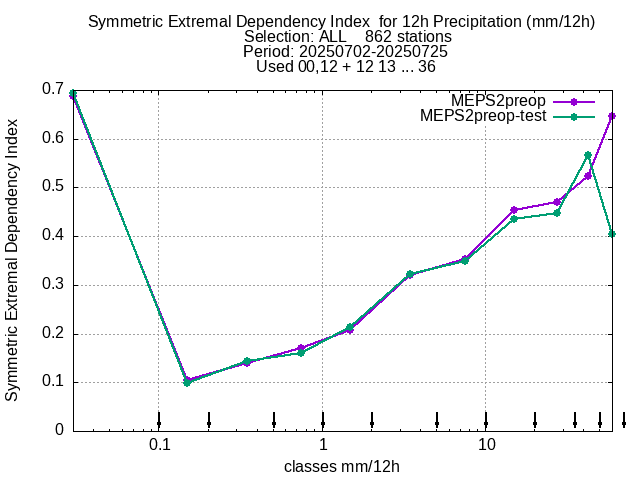 Symmetric Extremal Dependency Index  for 12h Precipitation (mm/12h)
Selection: ALL    862 stations
Period: 20250702-20250725
Used 00,12 + 12 13 ... 36
MEPS2preop
MEPS2preop-test
Symmetric Extremal Dependency Index
0.7
0.6
0.5
0.4
0.3
0.2
0.1
0
0.1 1 10
classes mm/12h